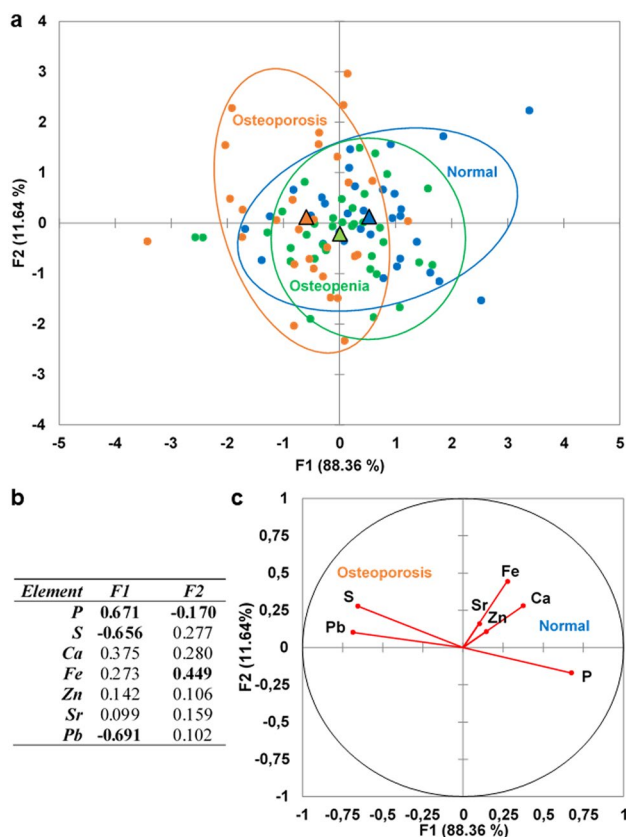 a
4
3
2
1
0
-1
-2
-3
-4
F2 (11.64 %)
Osteoporosis
Normal
Osteopenia
-5 -4 -3 -2 -1 0 1 2 3 4 5
F1 (88.36 %)
b
Element F1 F2
P 0.671 -0.170
S -0.656 0.277
Ca 0.375 0.280
Fe 0.273 0.449
Zn 0.142 0.106
Sr 0.099 0.159
Pb -0.691 0.102
c
1
0,75
0,5
0,25
0
-0,25
-0,5
-0,75
-1
F2 (11.64%)
Osteoporosis
Fe
S
Sr
Ca
Zn
Normal
Pb
P
-1 -0,75 -0,5 -0,25 0 0,25 0,50 0,75 1
F1 (88.36 %)